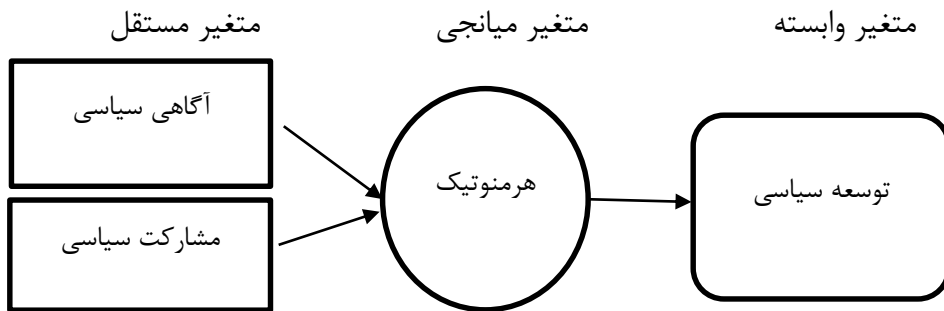 متغیر مستقل
متغیر میانجی
متغیر وابسته
آگاهی سیاسی
مشارکت سیاسی
هرمنوتیک
توسعه سیاسی